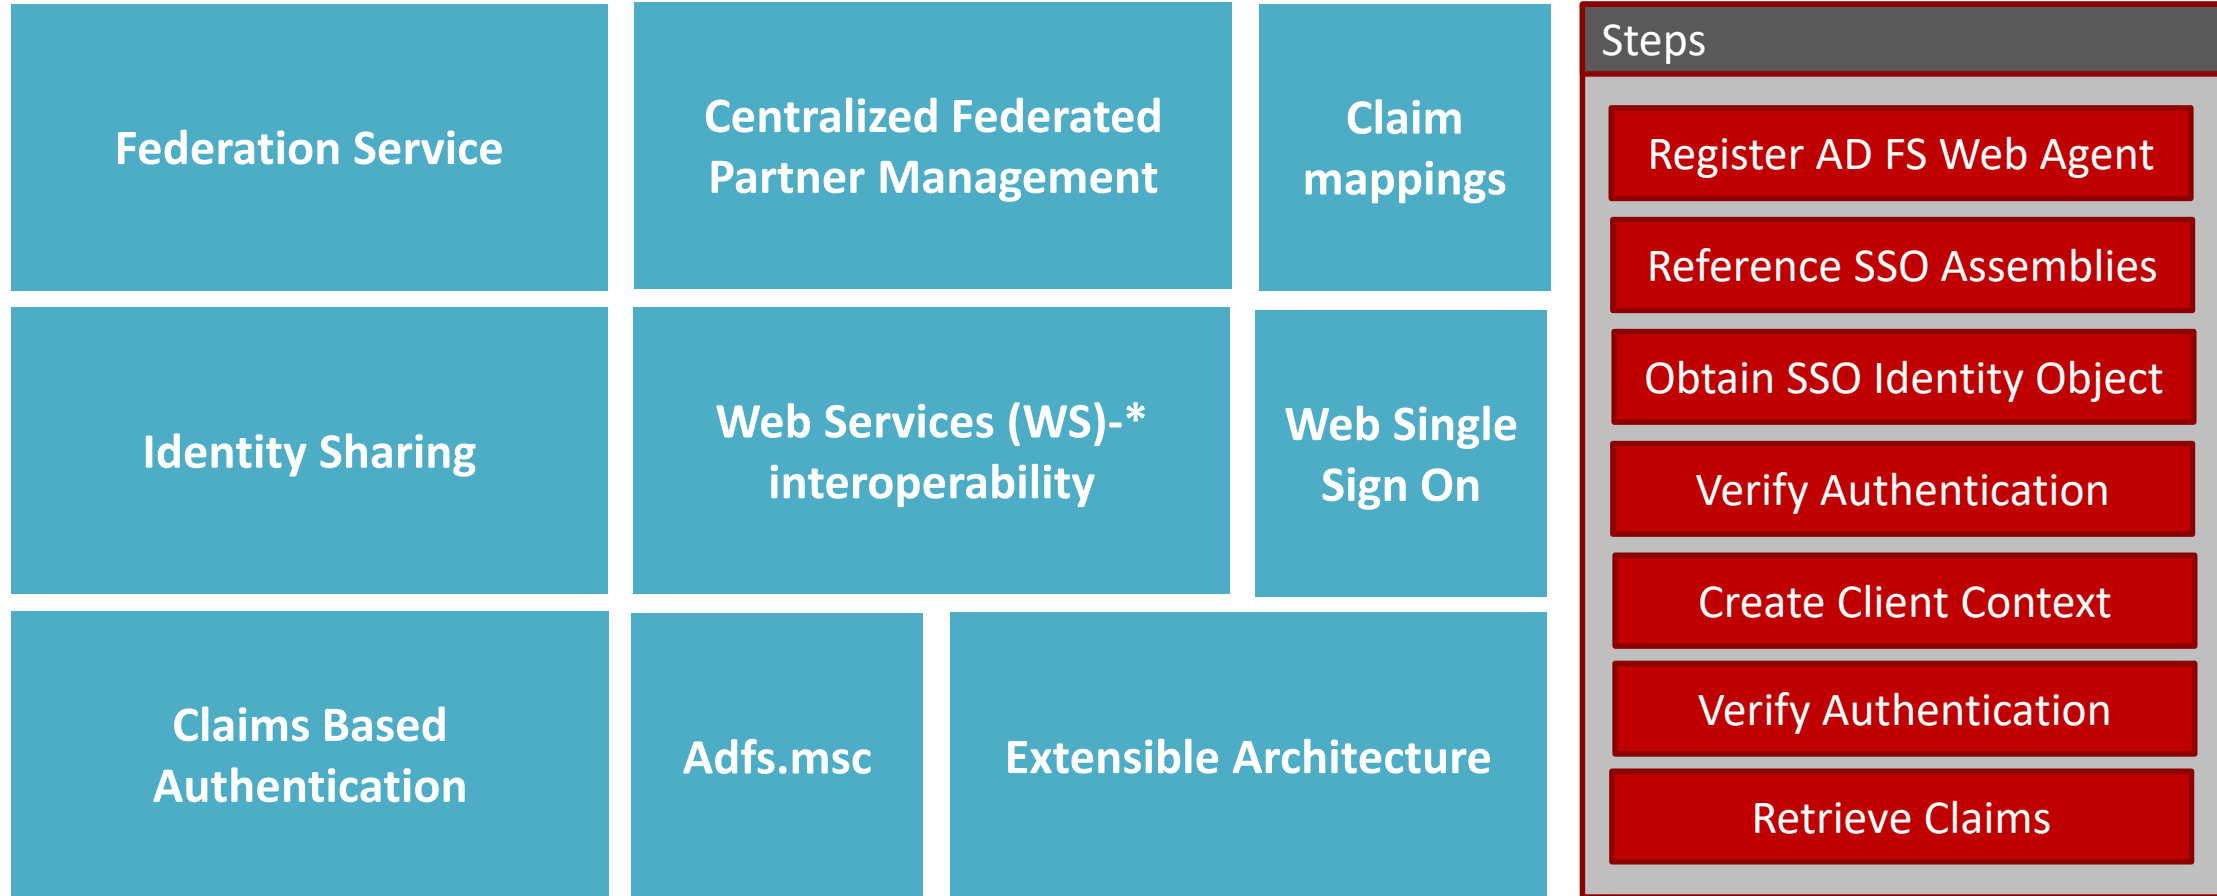 Federation Service
Centralized Federated
Partner Management
Claim
mappings
Identity Sharing
Web Services (WS)-*
interoperability
Web Single
Sign On
Claims Based
Authentication
Adfs.msc
Extensible Architecture
Steps
Register AD FS Web Agent
Reference SSO Assemblies
Obtain SSO Identity Object
Verify Authentication
Create Client Context
Verify Authentication
Retrieve Claims